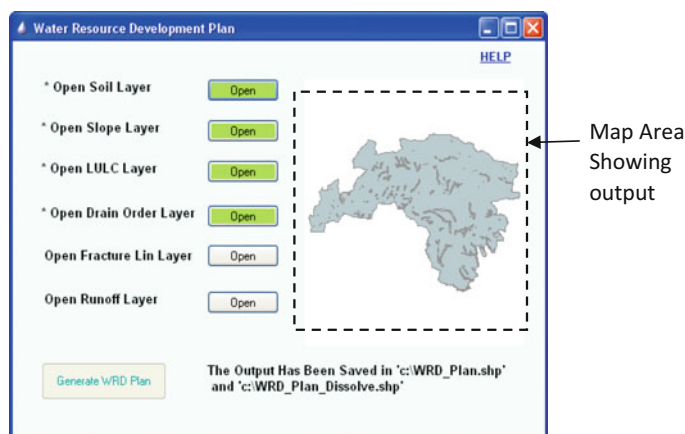 Water Resource Development Plan
HELP
* Open Soil Layer
Open
* Open Slope Layer
Open
* Open LULC Layer
Open
* Open Drain Order Layer
Open
Open Fracture Lin Layer
Open
Open Runoff Layer
Open
Map Area
Showing
output
Generate WRD Plan
The Output Has Been Saved in 'c:\WRD_Plan.shp'
and 'c:\WRD_Plan_Dissolve.shp'